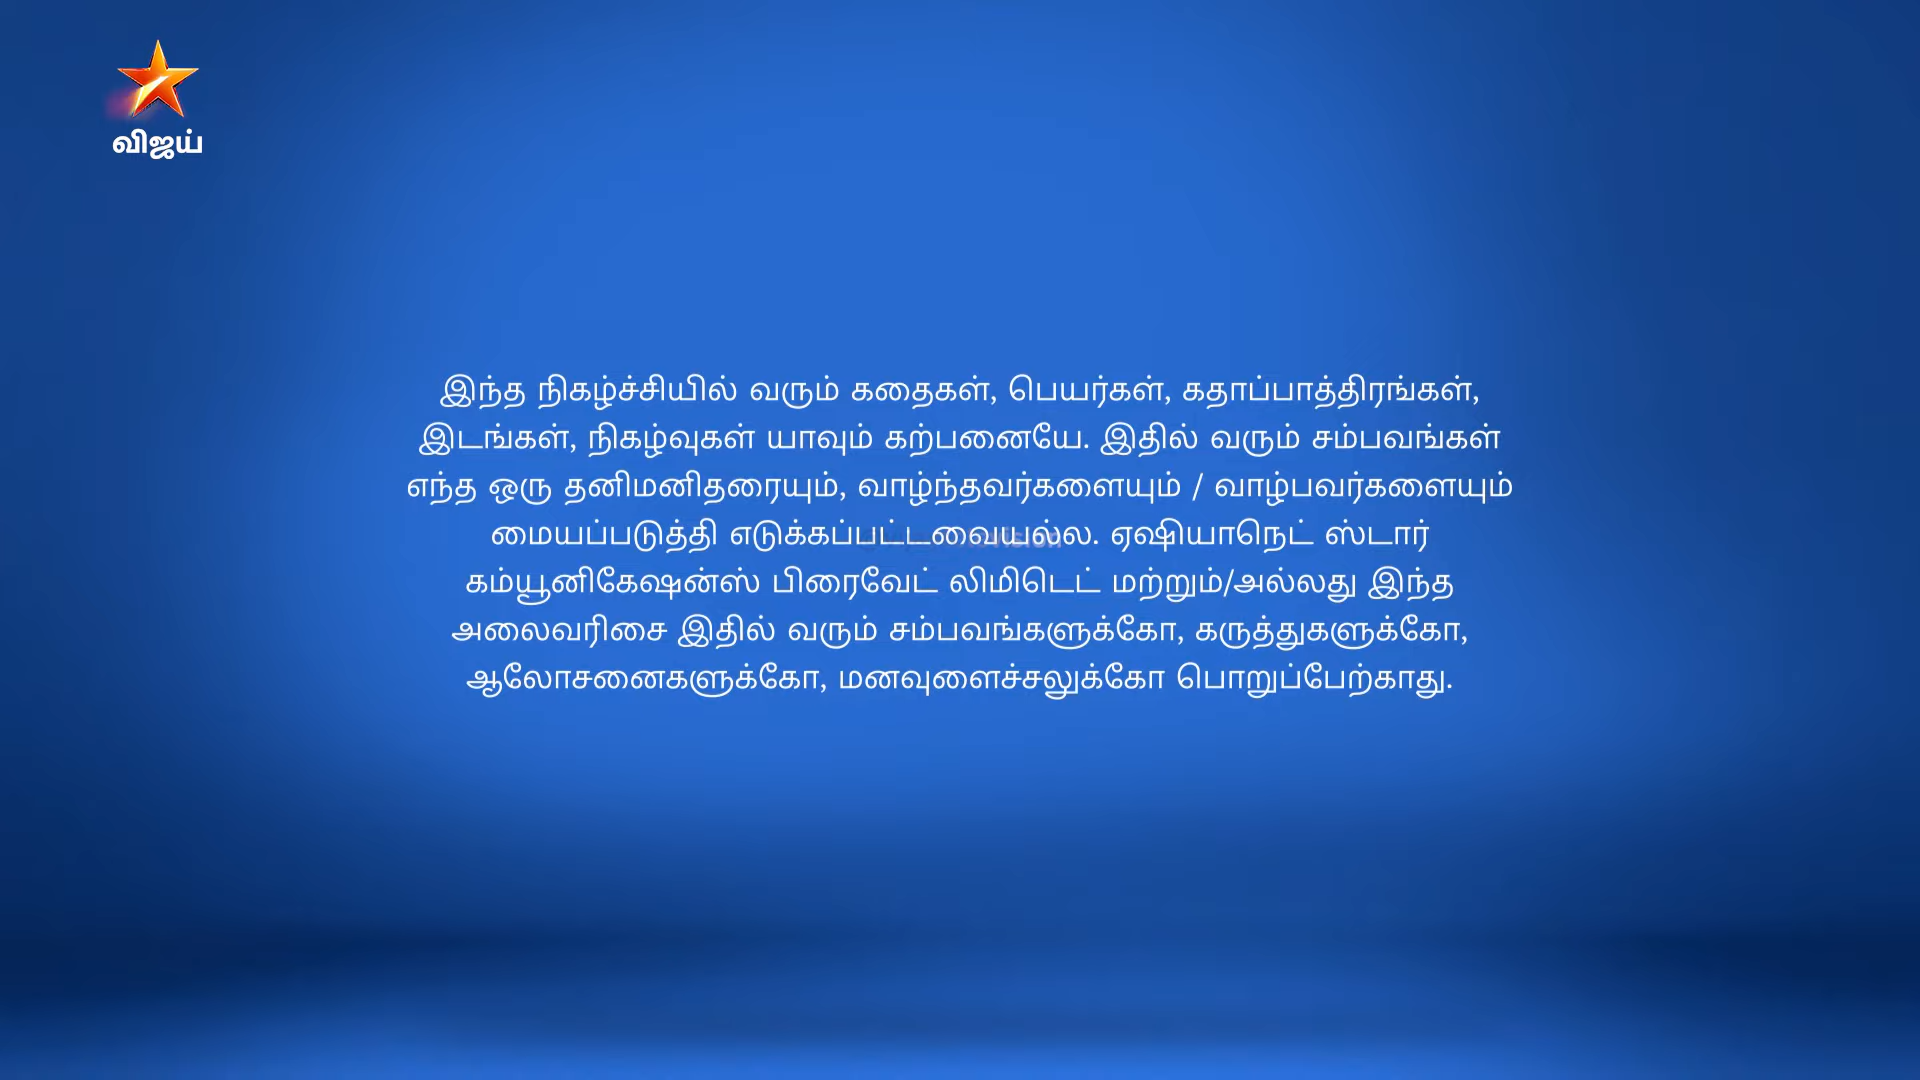 விஜய்
இந்த நிகழ்ச்சியில் வரும் கதைகள், பெயர்கள், கதாப்பாத்திரங்கள்,
இடங்கள், நிகழ்வுகள் யாவும் கற்பனையே. இதில் வரும் சம்பவங்கள்
எந்த ஒரு தனிமனிதரையும், வாழ்ந்தவர்களையும் / வாழ்பவர்களையும்
மையப்படுத்தி எடுக்கப்பட்டவையல்ல. ஏஷியாநெட் ஸ்டார்
கம்யூனிகேஷன்ஸ் பிரைவேட் லிமிடெட் மற்றும்/அல்லது இந்த
அலைவரிசை இதில் வரும் சம்பவங்களுக்கோ, கருத்துகளுக்கோ,
ஆலோசனைகளுக்கோ, மனவுளைச்சலுக்கோ பொறுப்பேற்காது.